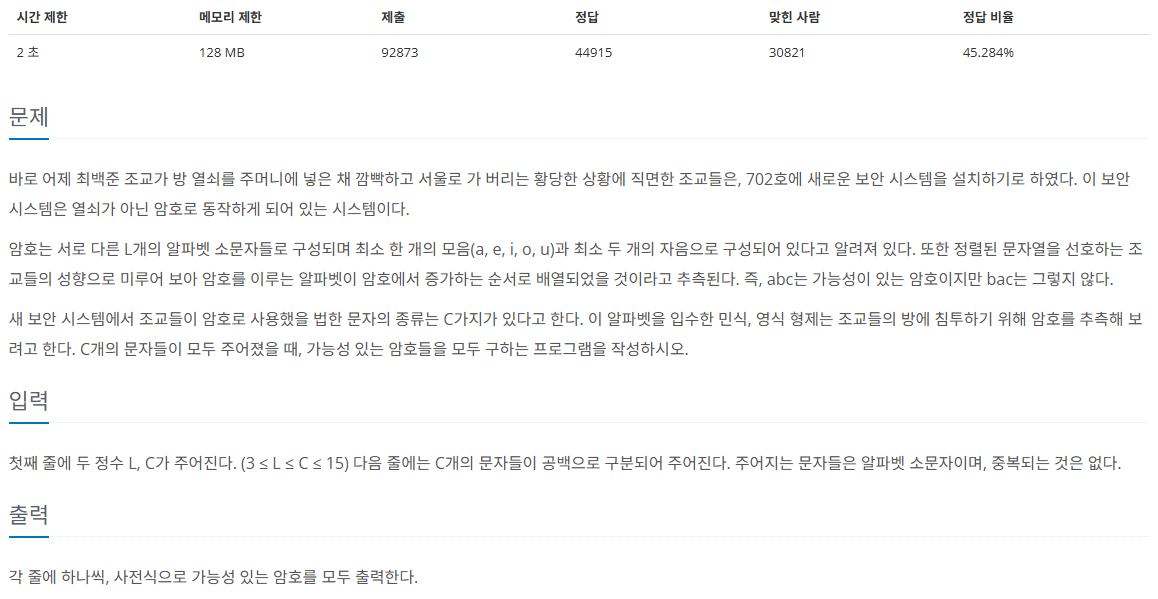 시간 제한 메모리 제한 제출 정답 맞힌 사람 정답 비율
2 초 128 MB 92873 44915 30821 45.284%
문제
바로 어제 최백준 조교가 방 열쇠를 주머니에 넣은 채 깜빡하고 서울로 가 버리는 황당한 상황에 직면한 조교들은, 702호에 새로운 보안 시스템을 설치하기로 하였다. 이 보안
시스템은 열쇠가 아닌 암호로 동작하게 되어 있는 시스템이다.
암호는 서로 다른 L개의 알파벳 소문자들로 구성되며 최소 한 개의 모음(a, e, i, o, u)과 최소 두 개의 자음으로 구성되어 있다고 알려져 있다. 또한 정렬된 문자열을 선호하는 조
교들의 성향으로 미루어 보아 암호를 이루는 알파벳이 암호에서 증가하는 순서로 배열되었을 것이라고 추측된다. 즉, abc는 가능성이 있는 암호이지만 bac는 그렇지 않다.
새 보안 시스템에서 조교들이 암호로 사용했을 법한 문자의 종류는 C가지가 있다고 한다. 이 알파벳을 입수한 민식, 영식 형제는 조교들의 방에 침투하기 위해 암호를 추측해 보
려고 한다. C개의 문자들이 모두 주어졌을 때, 가능성 있는 암호들을 모두 구하는 프로그램을 작성하시오.
입력
첫째 줄에 두 정수 L, C가 주어진다. (3 ≤ L ≤ C ≤ 15) 다음 줄에는 C개의 문자들이 공백으로 구분되어 주어진다. 주어지는 문자들은 알파벳 소문자이며, 중복되는 것은 없다.
출력
각 줄에 하나씩, 사전식으로 가능성 있는 암호를 모두 출력한다.